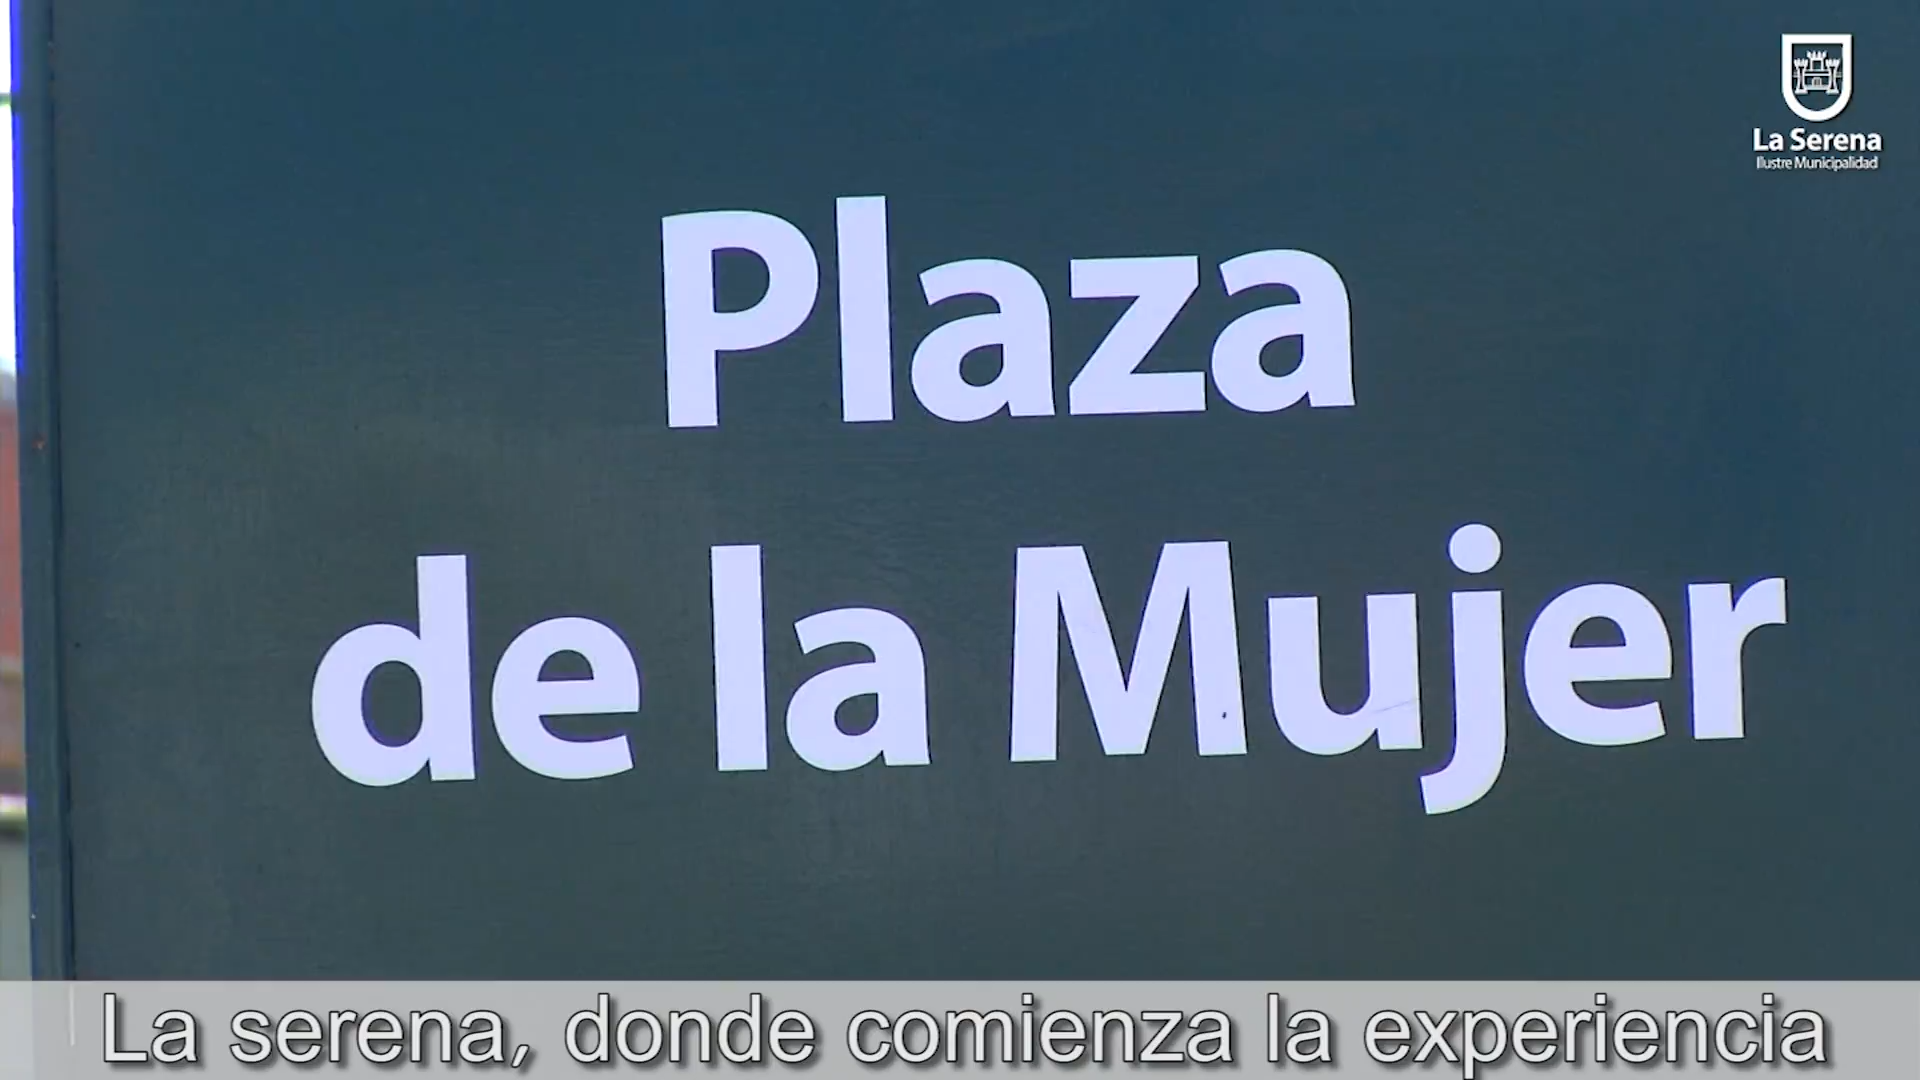 La Serena
Ilustre Municipalidad
Plaza
de la Mujer
La serena, donde comienza la experiencia